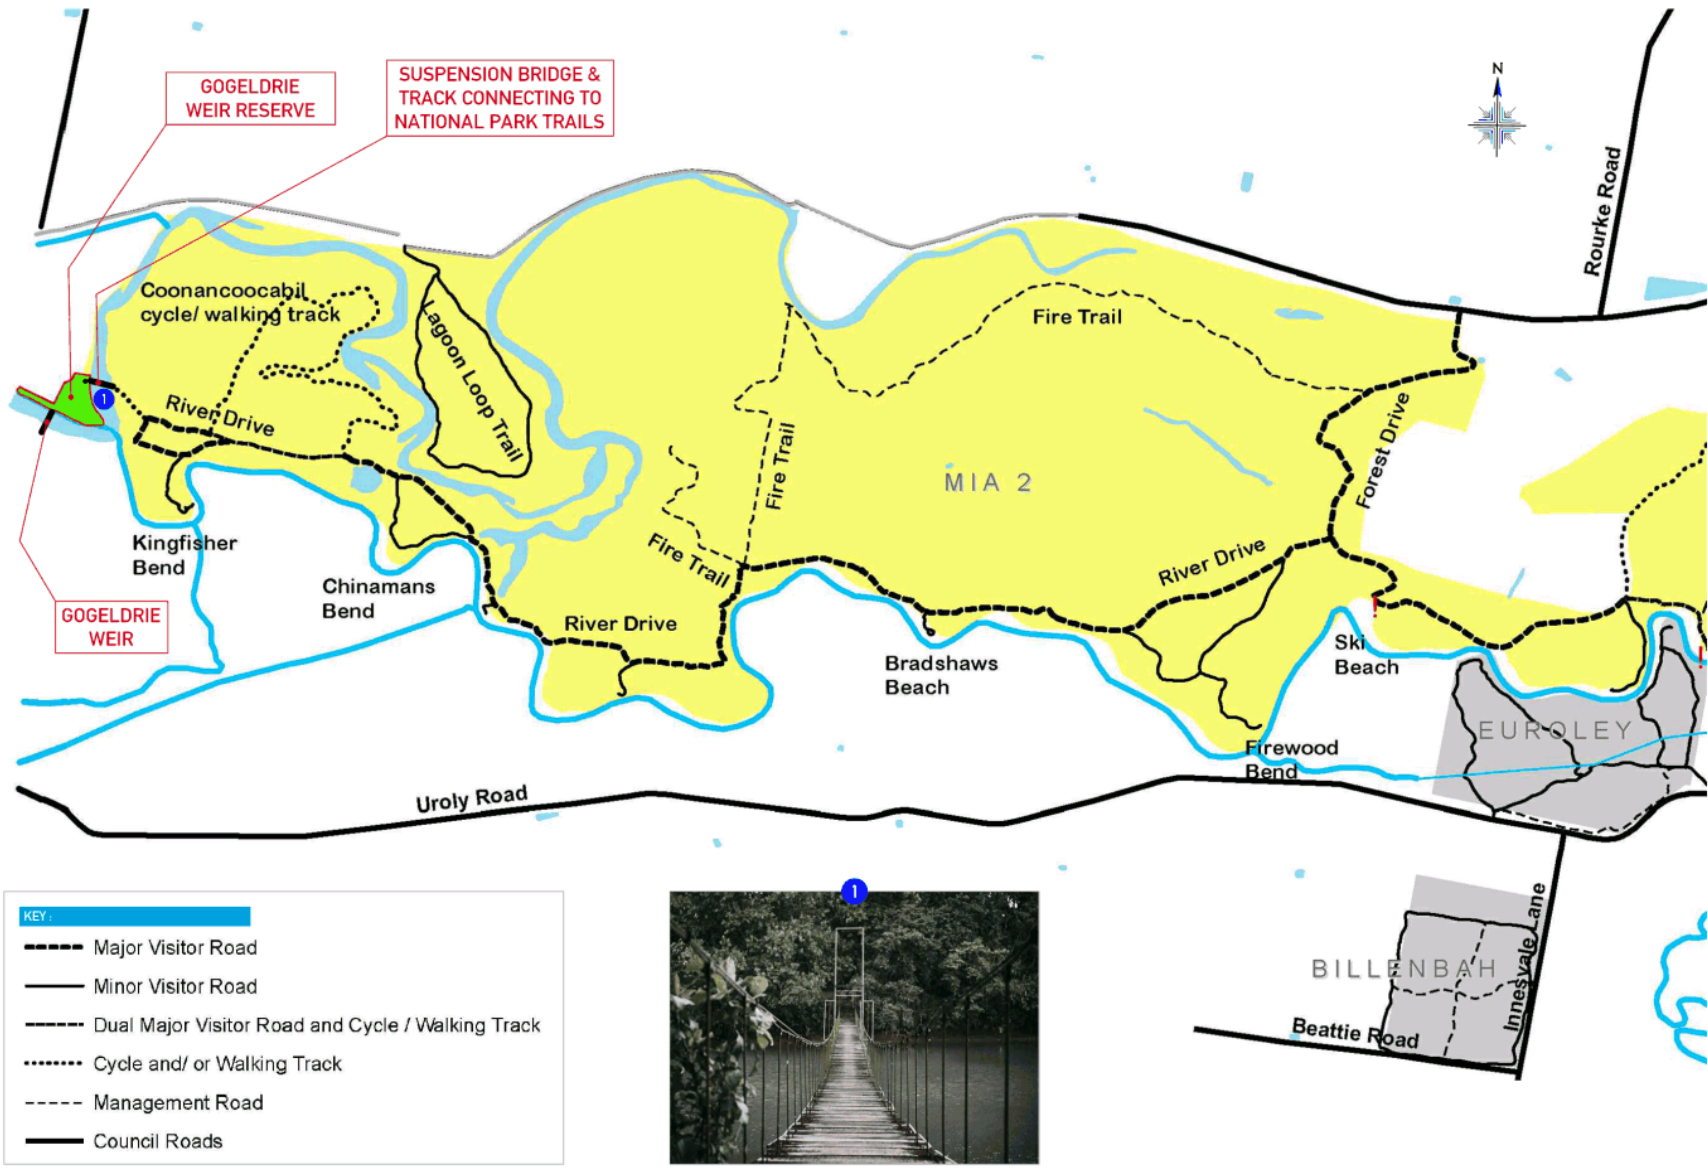 GOGELDRIE
WEIR RESERVE
SUSPENSION BRIDGE &
TRACK CONNECTING TO
NATIONAL PARK TRAILS
N
Rourke Road
Coonancoocabil
cycle/ walking track
Lagoon Loop Trail
Fire Trail
1
River Drive
Forest Drive
Fire Trail
MIA 2
Kingfisher
Bend
Fire Trail
River Drive
Chinamans
Bend
GOGELDRIE
WEIR
River Drive
!
Ski
Beach
Bradshaws
Beach
!
EUROLEY
Firewood
Bend
Uroly Road
Innesvale Lane
BILLENBAH
Beattie Road
KEY :
Major Visitor Road
Minor Visitor Road
Dual Major Visitor Road and Cycle / Walking Track
Cycle and/ or Walking Track
Management Road
Council Roads
1